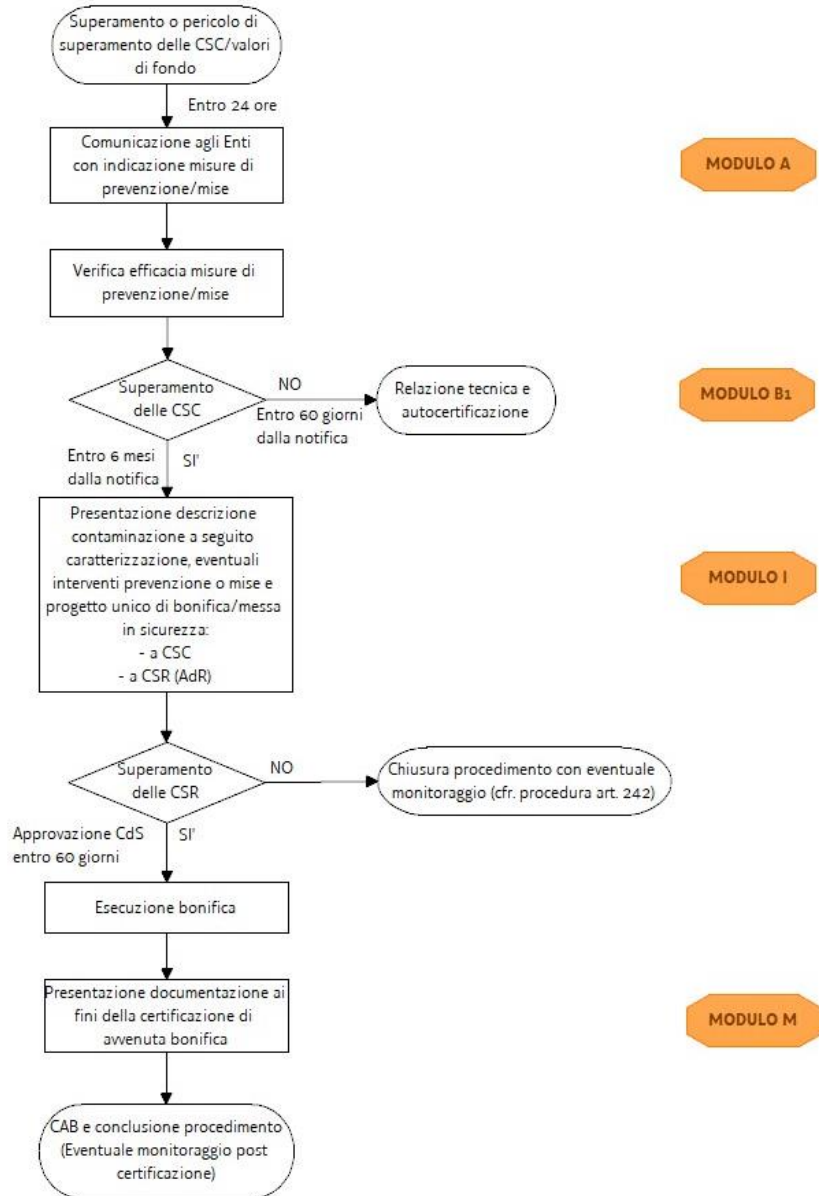 Superamento o pericolo di
superamento delle CSC/valori
di fondo
Entro 24 ore
Comunicazione agli Enti
con indicazione misure di
prevenzione/mise
MODULO A
Verifica efficacia misure di
prevenzione/mise
Superamento
delle CSC
NO
Entro 60 giorni
dalla notifica
Relazione tecnica e
autocertificazione
MODULO B1
Entro 6 mesi
dalla notifica
SI'
Presentazione descrizione
contaminazione a seguito
caratterizzazione, eventuali
interventi prevenzione o mise e
progetto unico di bonifica/messa
in sicurezza:
- a CSC
- a CSR (AdR)
MODULO I
Superamento
delle CSR
NO
Chiusura procedimento con eventuale
monitoraggio (cfr. procedura art. 242)
Approvazione CdS
entro 60 giorni
SI'
Esecuzione bonifica
Presentazione documentazione ai
fini della certificazione di
avvenuta bonifica
MODULO M
CAB e conclusione procedimento
(Eventuale monitoraggio post
certificazione)